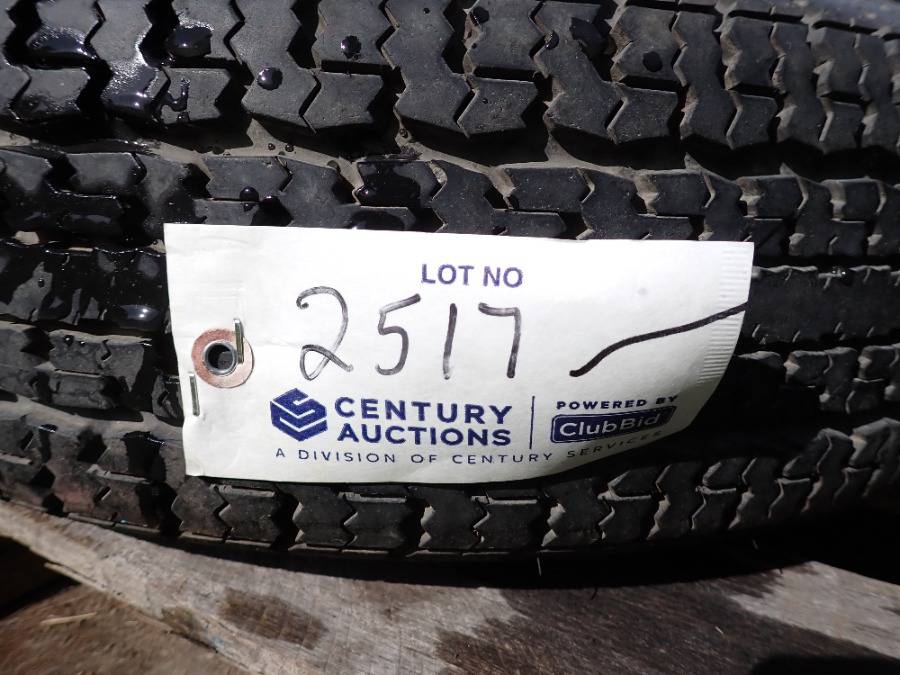 LOT NO
2517
CENTURY AUCTIONS
POWERED BY ClubBid
A DIVISION OF CENTURY SERVICES